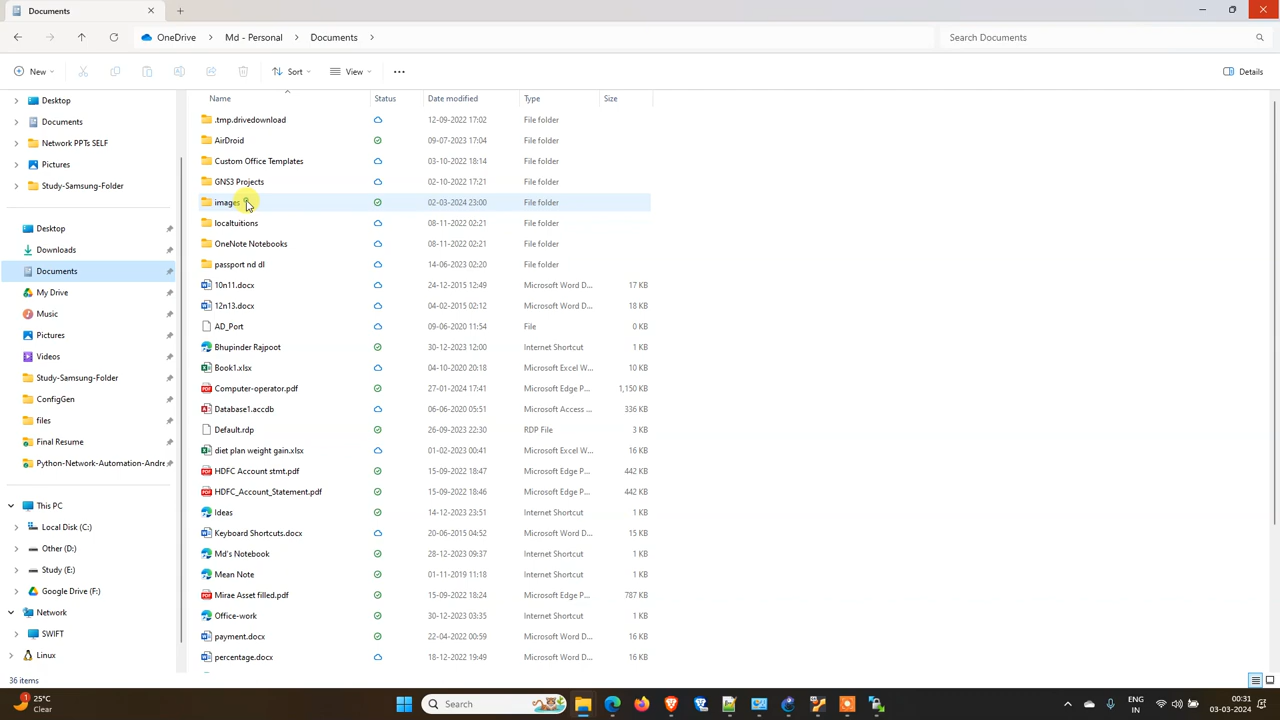 Documents
OneDrive > Md - Personal > Documents >
Search Documents
New
Sort
View
Details
Desktop
Documents
Network PPTs SELF
Pictures
Study-Samsung-Folder
Desktop
Downloads
Documents
My Drive
Music
Pictures
Videos
Study-Samsung-Folder
ConfigGen
files
Final Resume
Python-Network-Automation-Andre
This PC
Local Disk (C:)
Other (D:)
Study (E:)
Google Drive (F:)
Network
SWIFT
Linux
Name Status Date modified Type Size
.tmp.drivedownload 12-09-2022 17:02 File folder
AirDroid 09-07-2023 17:04 File folder
Custom Office Templates 03-10-2022 18:14 File folder
GNS3 Projects 02-10-2022 17:21 File folder
images 02-03-2024 23:00 File folder
localtuitions 08-11-2022 02:21 File folder
OneNote Notebooks 08-11-2022 02:21 File folder
passport nd dl 14-06-2023 02:20 File folder
10n11.docx 24-12-2015 12:49 Microsoft Word D... 17 KB
12n13.docx 04-02-2015 02:12 Microsoft Word D... 18 KB
AD_Port 09-06-2020 11:54 File 0 KB
Bhupinder Rajpoot 30-12-2023 12:00 Internet Shortcut 1 KB
Book1.xlsx 04-10-2020 20:18 Microsoft Excel W... 10 KB
Computer-operator.pdf 27-01-2024 17:41 Microsoft Edge P... 1,150 KB
Database1.accdb 06-06-2020 05:51 Microsoft Access ... 336 KB
Default.rdp 26-09-2023 22:30 RDP File 3 KB
diet plan weight gain.xlsx 01-02-2023 00:41 Microsoft Excel W... 16 KB
HDFC Account stmt.pdf 15-09-2022 18:47 Microsoft Edge P... 442 KB
HDFC_Account_Statement.pdf 15-09-2022 18:46 Microsoft Edge P... 442 KB
Ideas 14-12-2023 23:51 Internet Shortcut 1 KB
Keyboard Shortcuts.docx 20-06-2015 04:52 Microsoft Word D... 15 KB
Md's Notebook 28-12-2023 09:37 Internet Shortcut 1 KB
Mean Note 01-11-2019 11:18 Internet Shortcut 1 KB
Mirae Asset filled.pdf 15-09-2022 18:24 Microsoft Edge P... 787 KB
Office-work 30-12-2023 03:35 Internet Shortcut 1 KB
payment.docx 22-04-2022 00:59 Microsoft Word D... 16 KB
percentage.docx 18-12-2022 19:49 Microsoft Word D... 16 KB
36 items
1
25°C
Clear
Search
ENG
IN
00:31
03-03-2024